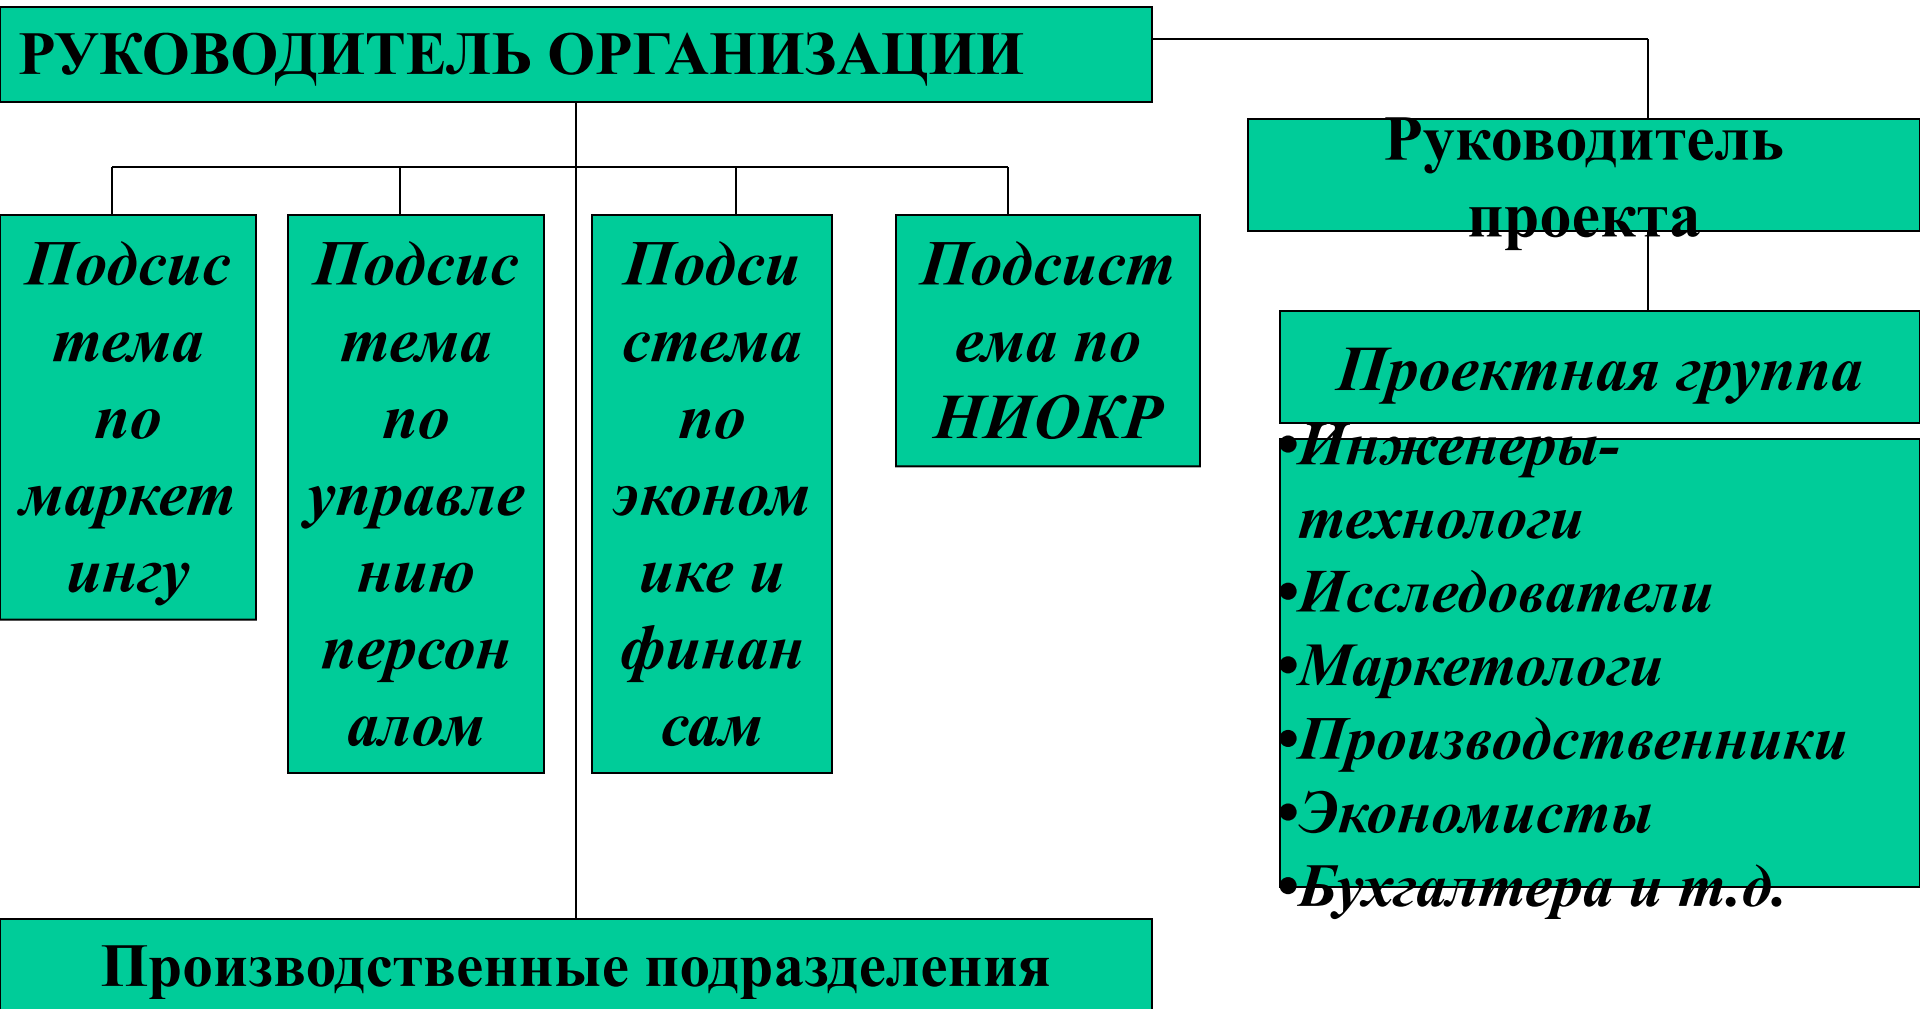 РУКОВОДИТЕЛЬ ОРГАНИЗАЦИИ
Руководитель
проекта
Подсис
тема
по
маркет
ингу
Подсис
тема
по
управле
нию
персон
алом
Подси
стема
по
эконом
ике и
финан
сам
Подсист
ема по
НИОКР
Проектная группа
•Инженеры-
технологи
•Исследователи
•Маркетологи
•Производственники
•Экономисты
•Бухгалтера и т.д.
Производственные подразделения